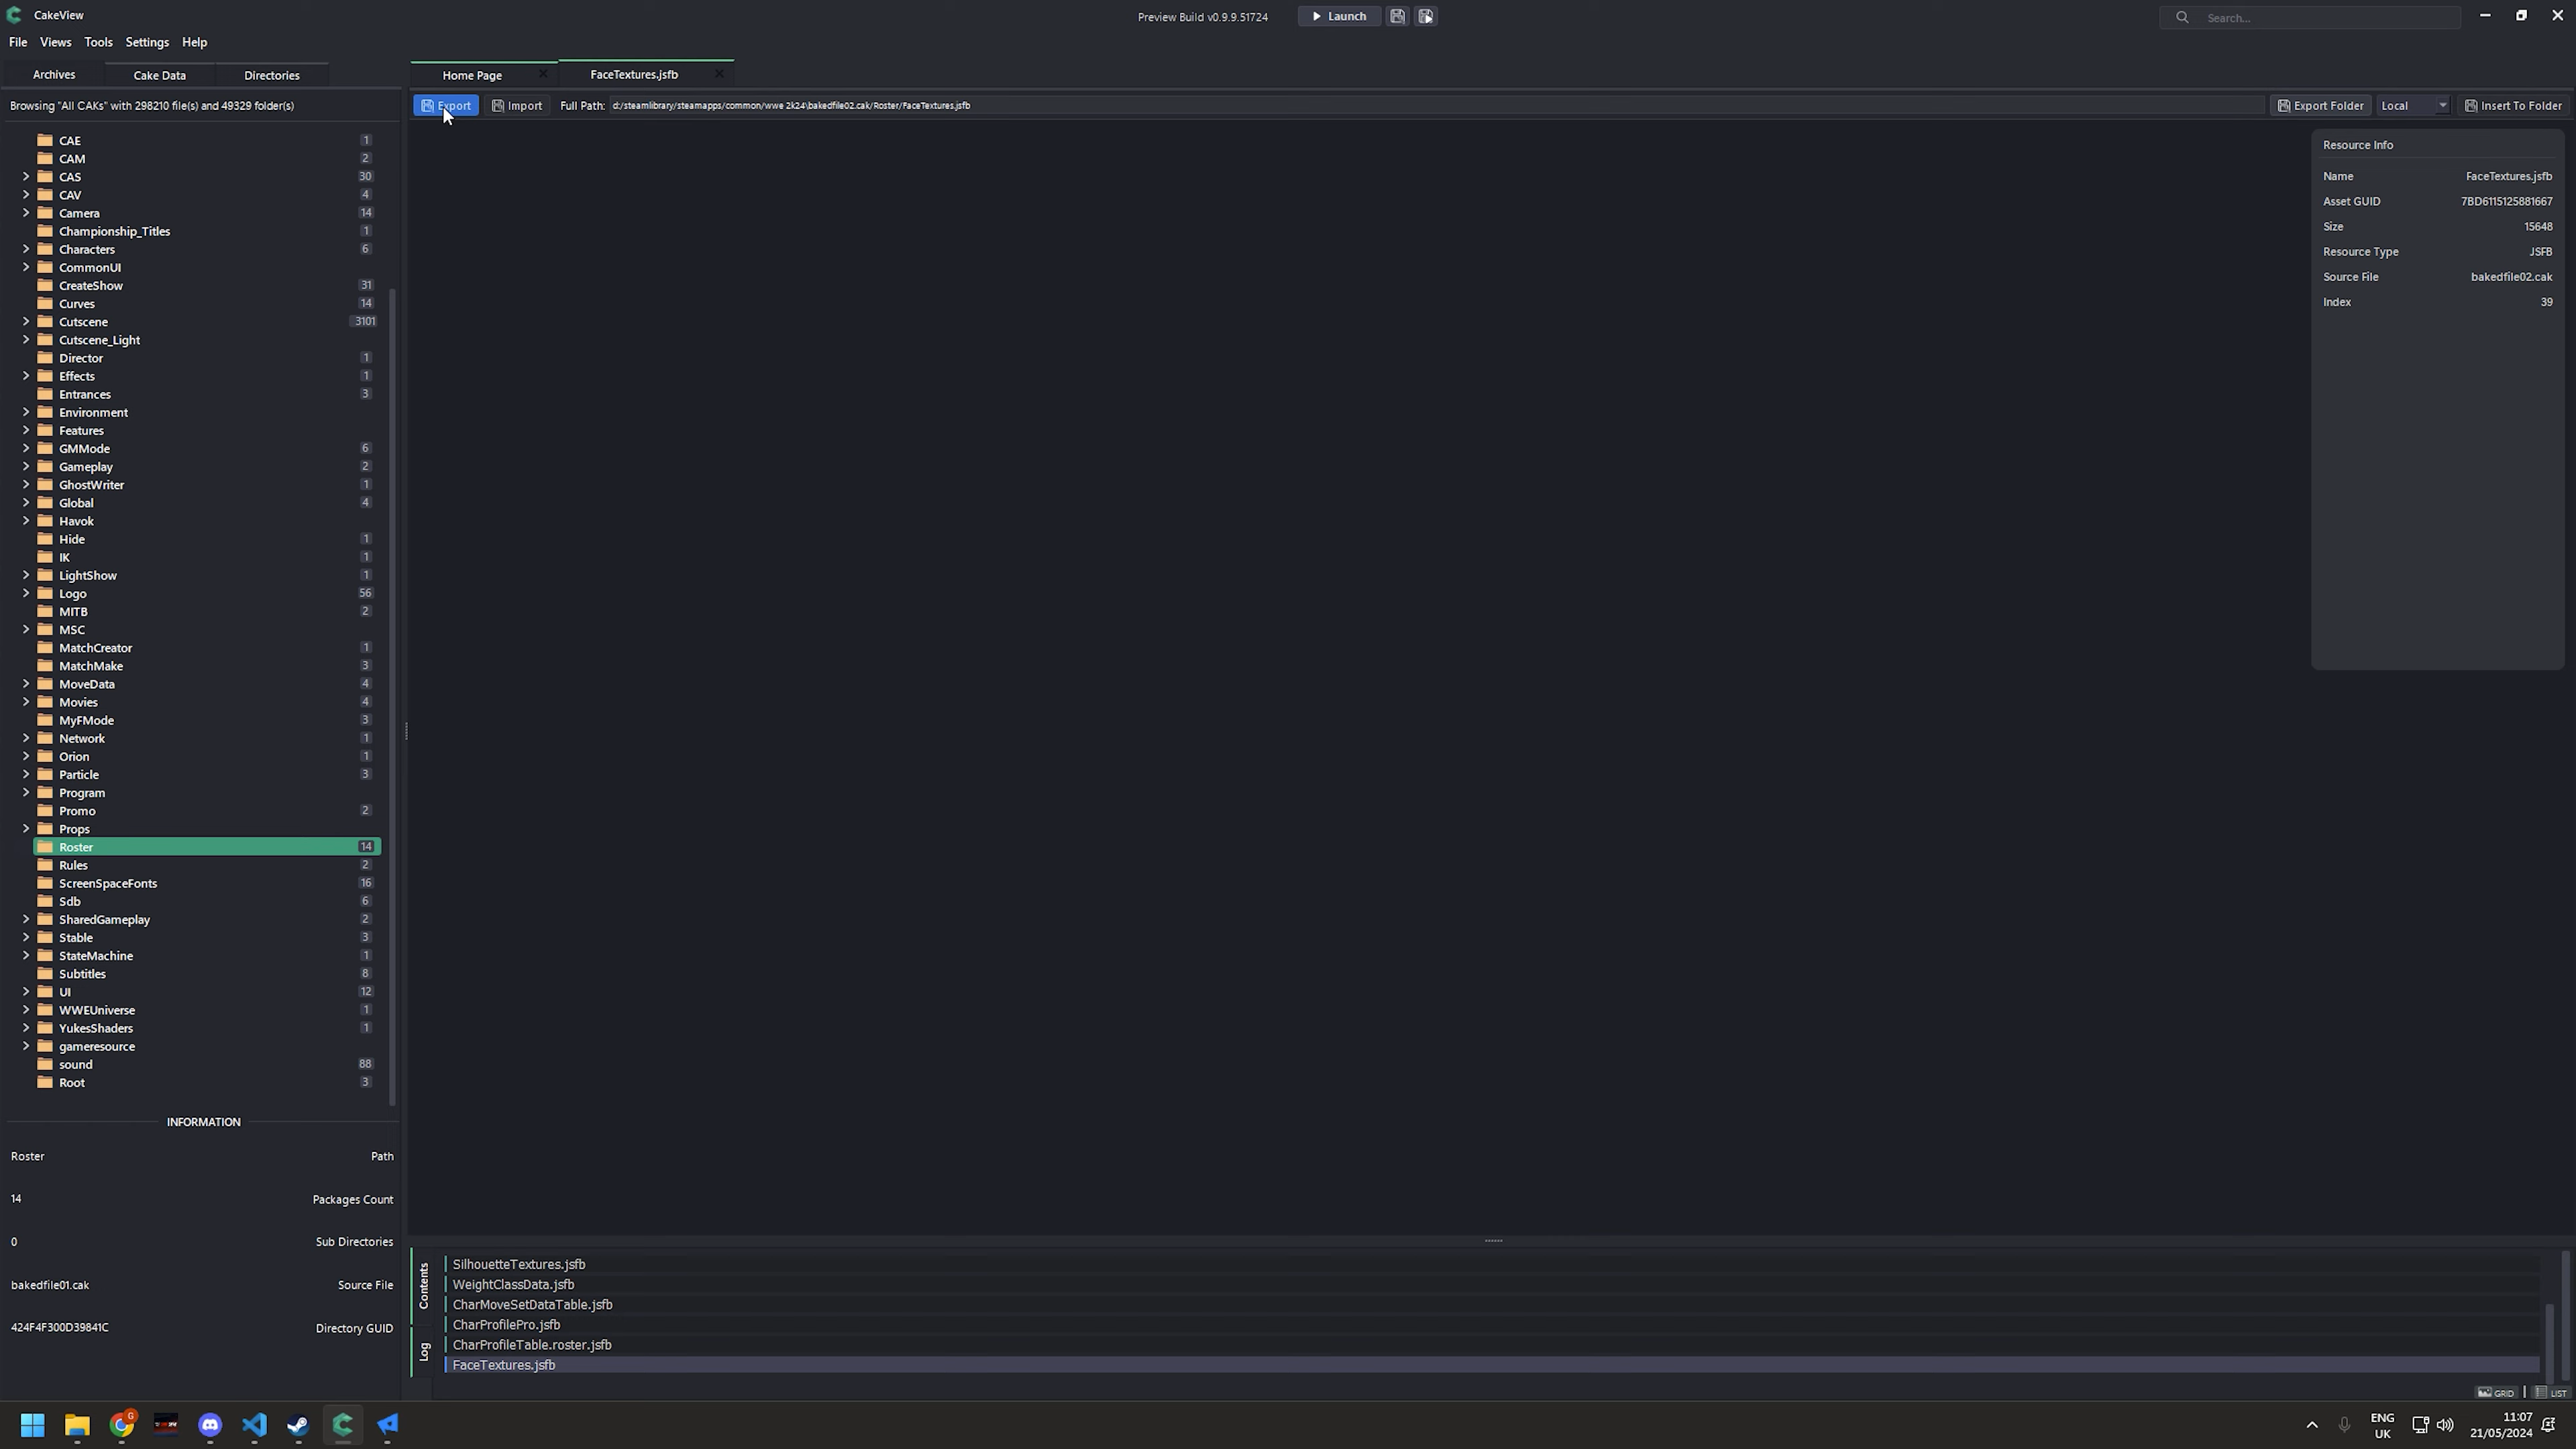 CakeView
Preview Build v0.9.9.51724
Launch
Search...
File Views Tools Settings Help
Archives Cake Data Directories
Home Page
FaceTextures.jsfb
Browsing "All CAKs" with 298210 file(s) and 49329 folder(s)
Export Import Full Path: d:/steamlibrary/steamapps/common/wwe 2k24\bakedfile02.cak/Roster/FaceTextures.jsfb
Export Folder Local Insert To Folder
CAE 1
CAM 2
CAS 30
CAV 4
Camera 14
Championship_Titles 1
Characters 6
CommonUI
CreateShow 31
Curves 14
Cutscene 3101
Cutscene_Light
Director 1
Effects 1
Entrances 3
Environment
Features
GMMode 6
Gameplay 2
GhostWriter 1
Global 4
Havok
Hide 1
IK 1
LightShow 1
Logo 56
MITB 2
MSC
MatchCreator 1
MatchMake 3
MoveData 4
Movies 4
MyFMode 3
Network 1
Orion 1
Particle 3
Program
Promo 2
Props
Roster 14
Rules 2
ScreenSpaceFonts 16
Sdb 6
SharedGameplay 2
Stable 3
StateMachine 1
Subtitles 8
UI 12
WWEUniverse 1
YukesShaders 1
gameresource
sound 88
Root 3
Resource Info
Name FaceTextures.jsfb
Asset GUID 7BD6115125881667
Size 15648
Resource Type JSFB
Source File bakedfile02.cak
Index 39
INFORMATION
Roster Path
14 Packages Count
0 Sub Directories
bakedfile01.cak Source File
424F4F300D39841C Directory GUID
Contents
Log
SilhouetteTextures.jsfb
WeightClassData.jsfb
CharMoveSetDataTable.jsfb
CharProfilePro.jsfb
CharProfileTable.roster.jsfb
FaceTextures.jsfb
GRID | LIST
G
ENG
UK
11:07
21/05/2024